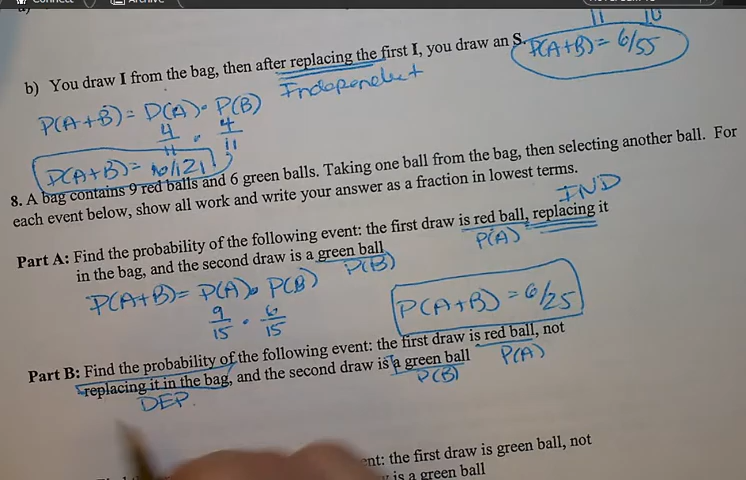 Archive
11 10
b) You draw I from the bag, then after replacing the first I, you draw an S.
P(A+B) = 6/55
Independent
P(A+B) = P(A) • P(B)
4/11 • 4/11
P(A+B) = 16/121
8. A bag contains 9 red balls and 6 green balls. Taking one ball from the bag, then selecting another ball. For
each event below, show all work and write your answer as a fraction in lowest terms.
IND
Part A: Find the probability of the following event: the first draw is red ball, replacing it
in the bag, and the second draw is a green ball
P(A)
P(B)
P(A+B) = P(A) • P(B)
9/15 • 6/15
P(A+B) = 6/25
Part B: Find the probability of the following event: the first draw is red ball, not
replacing it in the bag, and the second draw is a green ball
P(A)
P(B)
DEP.
ent: the first draw is green ball, not
is a green ball